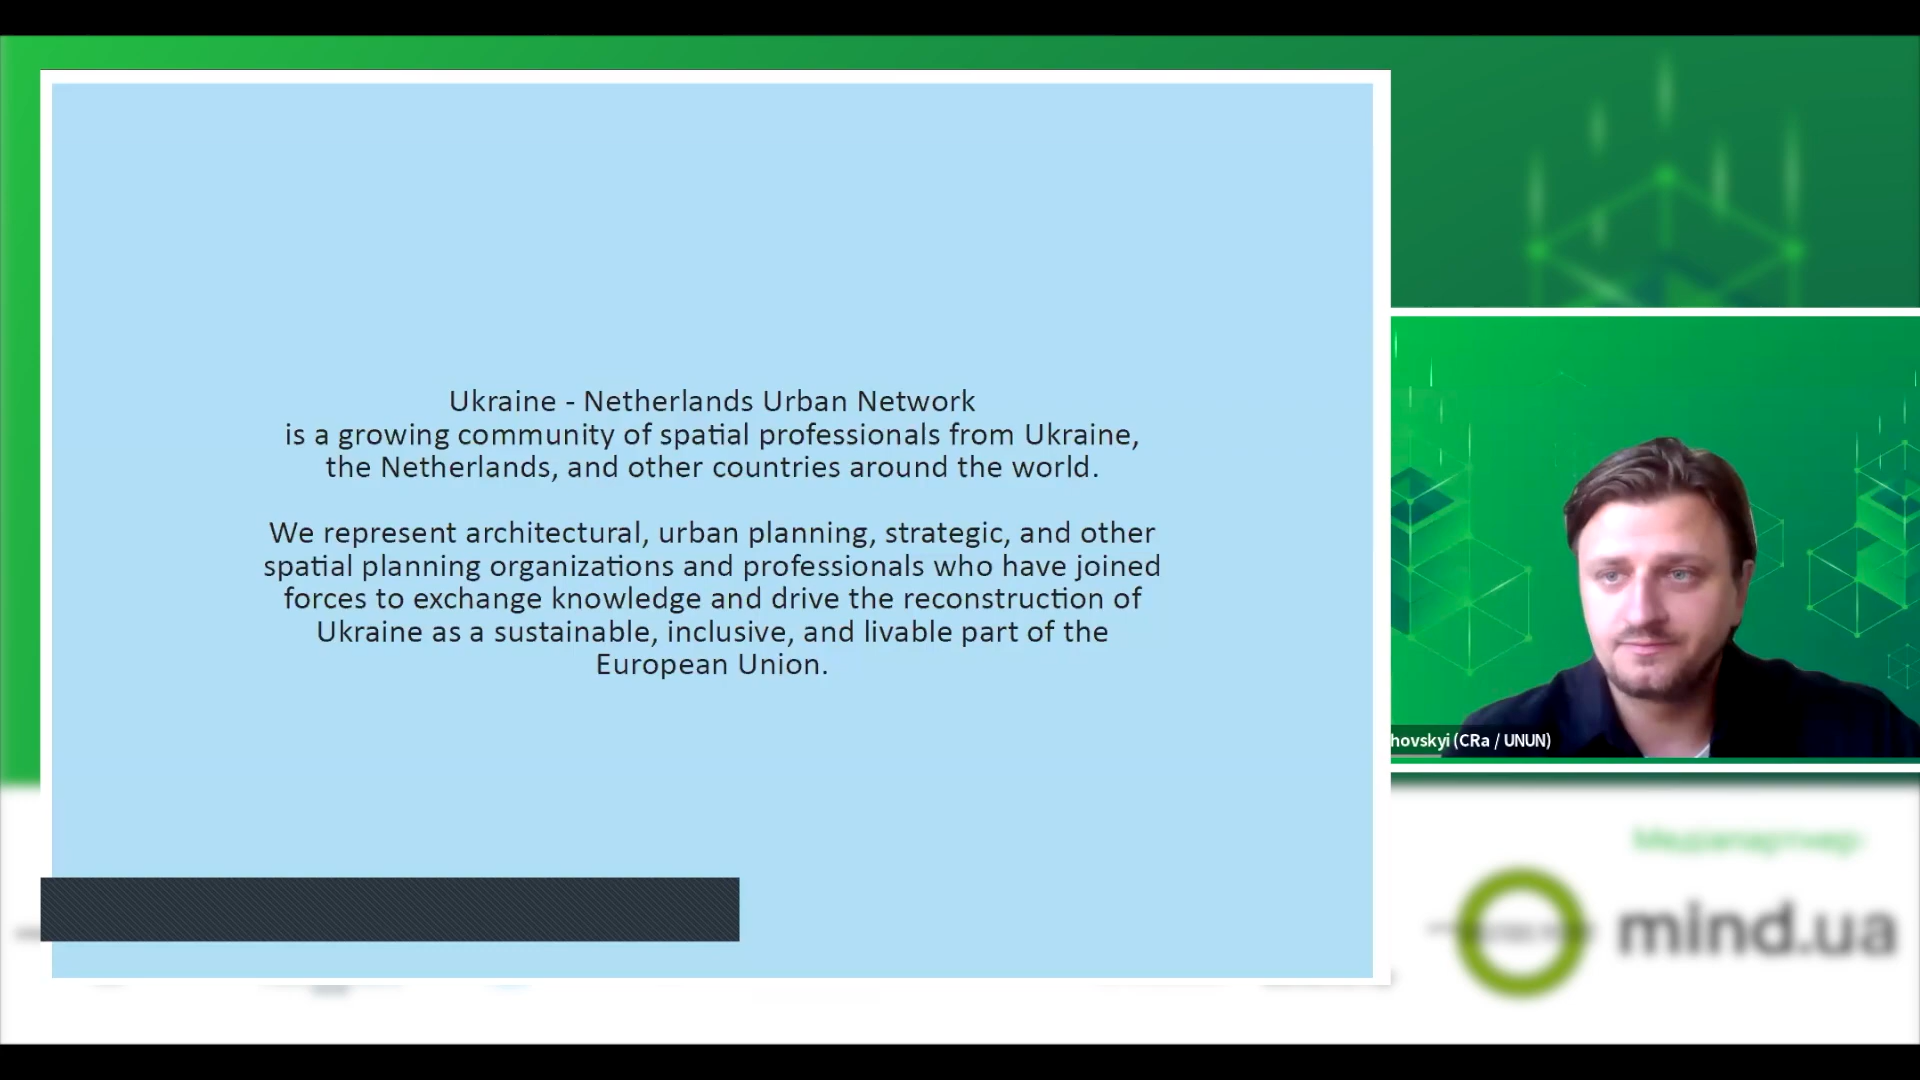 Ukraine - Netherlands Urban Network
is a growing community of spatial professionals from Ukraine,
the Netherlands, and other countries around the world.
We represent architectural, urban planning, strategic, and other
spatial planning organizations and professionals who have joined
forces to exchange knowledge and drive the reconstruction of
Ukraine as a sustainable, inclusive, and livable part of the
European Union.
hovskyi (CRa / UNUN)
Медіапартнер:
mind.ua